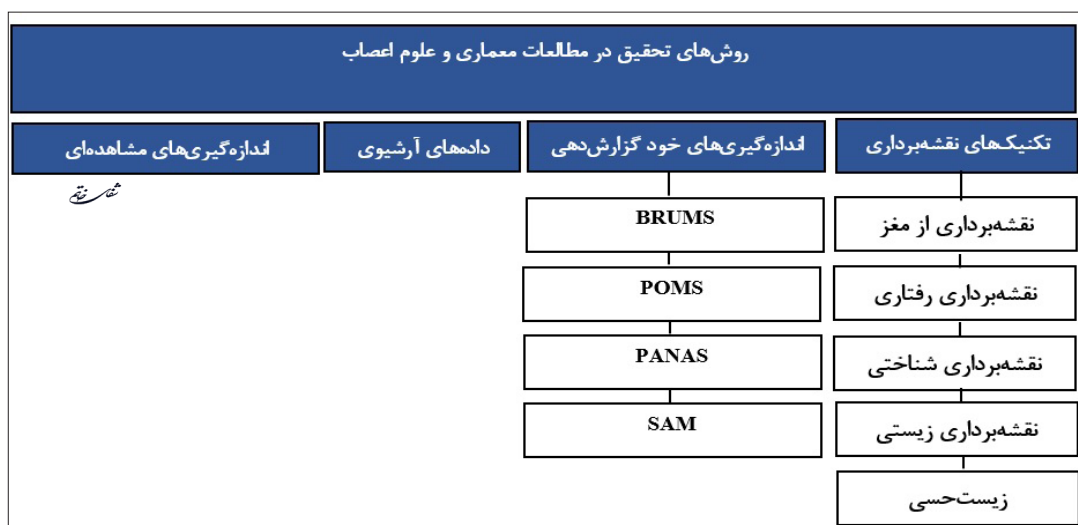 روش‌های تحقیق در مطالعات معماری و علوم اعصاب
تکنیک‌های نقشه‌برداری
اندازه‌گیری‌های خود گزارش‌دهی
داده‌های آرشیوی
اندازه‌گیری‌های مشاهده‌ای
نقشه‌برداری از مغز
نقشه‌برداری رفتاری
نقشه‌برداری شناختی
نقشه‌برداری زیستی
زیست‌حسی
BRUMS
POMS
PANAS
SAM